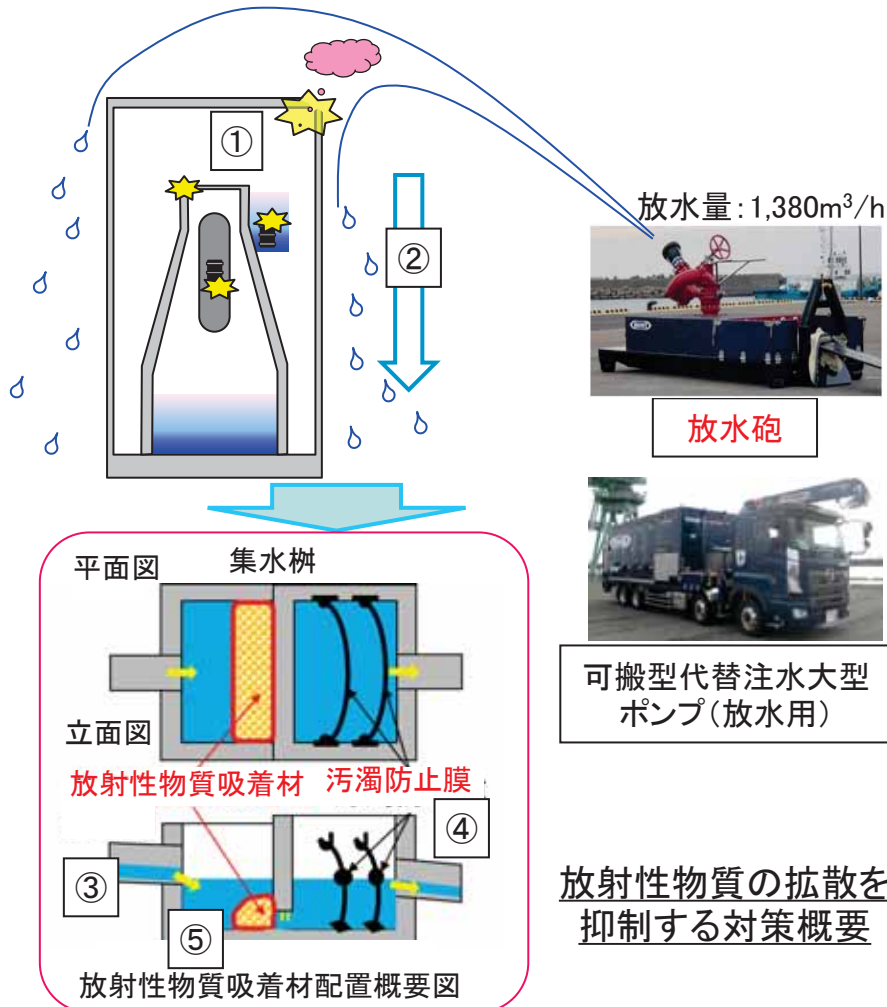 ①
②
放水量：1,380m³/h
放水砲
可搬型代替注水大型
ポンプ（放水用）
平面図
集水桝
立面図
放射性物質吸着材
汚濁防止膜
③
④
⑤
放射性物質吸着材配置概要図
放射性物質の拡散を
抑制する対策概要